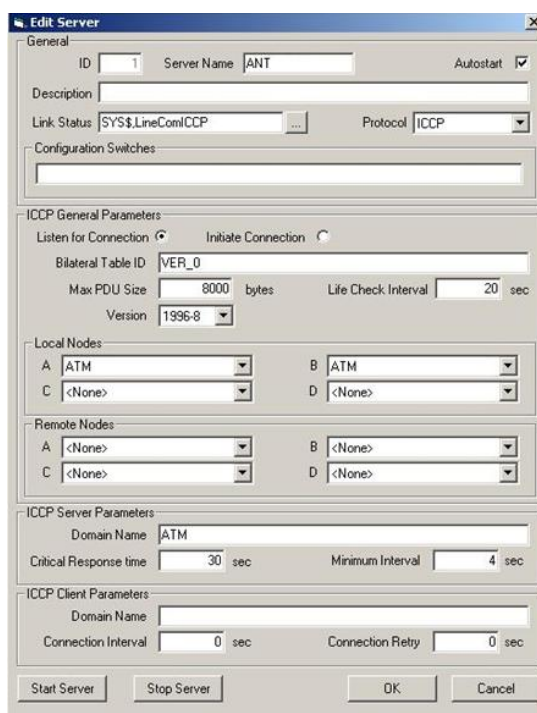 Edit Server
General
ID 1 Server Name ANT Autostart
Description
Link Status SYS$,LineComICCP ... Protocol ICCP
Configuration Switches
ICCP General Parameters
Listen for Connection Initiate Connection
Bilateral Table ID VER_0
Max PDU Size 8000 bytes Life Check Interval 20 sec
Version 1996-8
Local Nodes
A ATM B ATM
C <None> D <None>
Remote Nodes
A <None> B <None>
C <None> D <None>
ICCP Server Parameters
Domain Name ATM
Critical Response time 30 sec Minimum Interval 4 sec
ICCP Client Parameters
Domain Name
Connection Interval 0 sec Connection Retry 0 sec
Start Server Stop Server OK Cancel